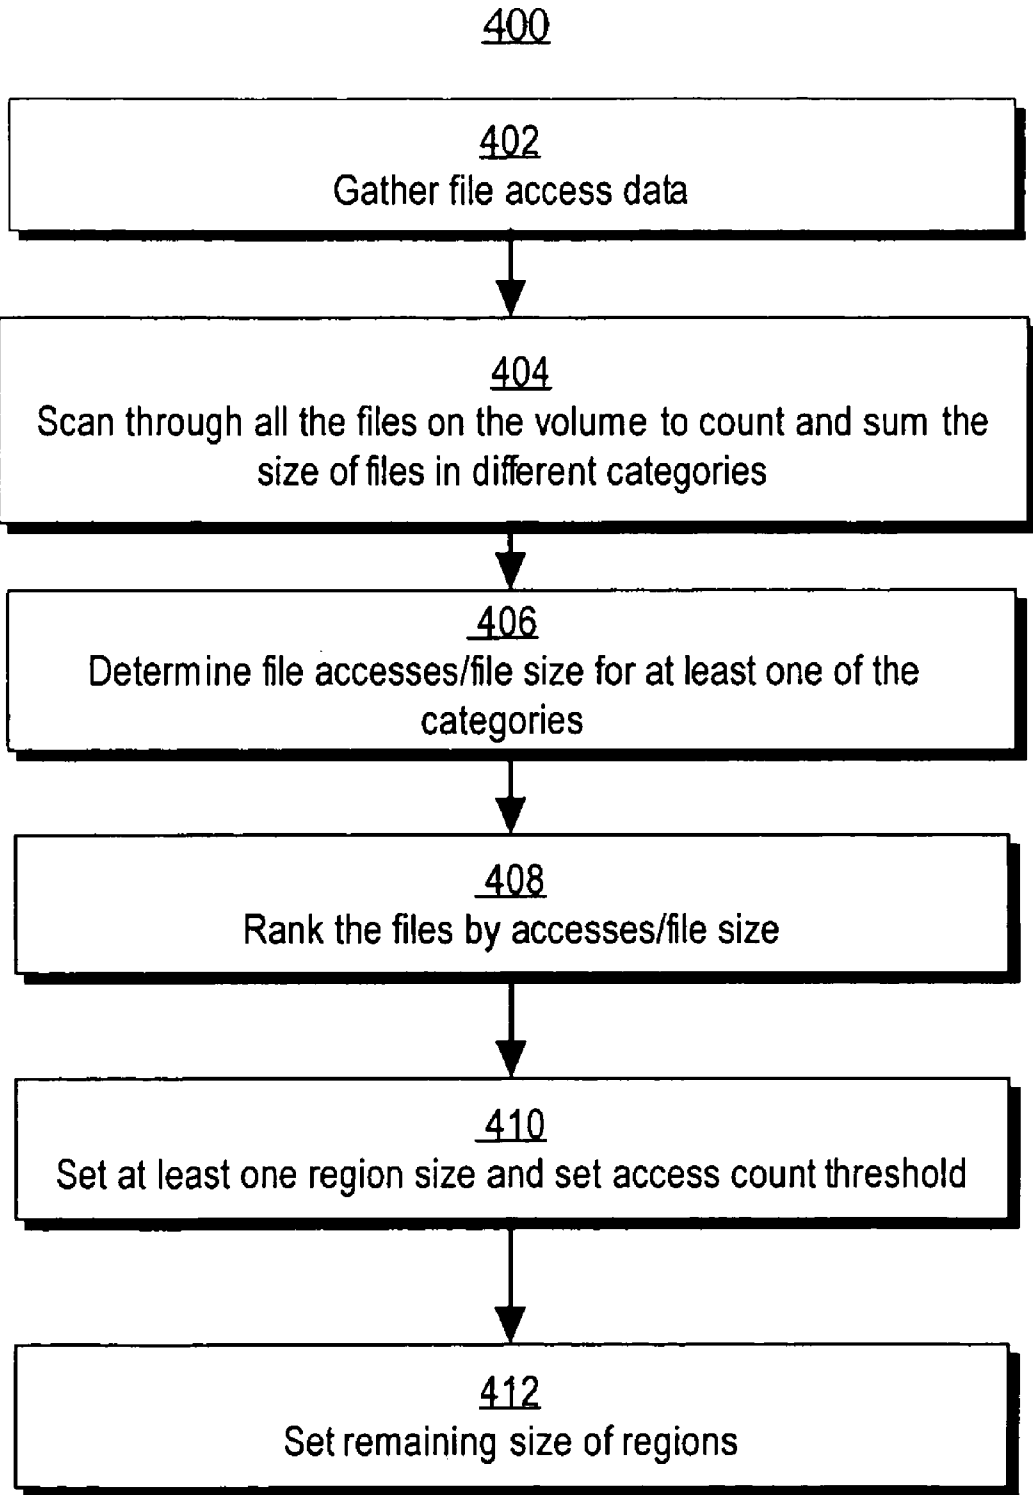 400
402
Gather file access data
404
Scan through all the files on the volume to count and sum the
size of files in different categories
406
Determine file accesses/file size for at least one of the
categories
408
Rank the files by accesses/file size
410
Set at least one region size and set access count threshold
412
Set remaining size of regions